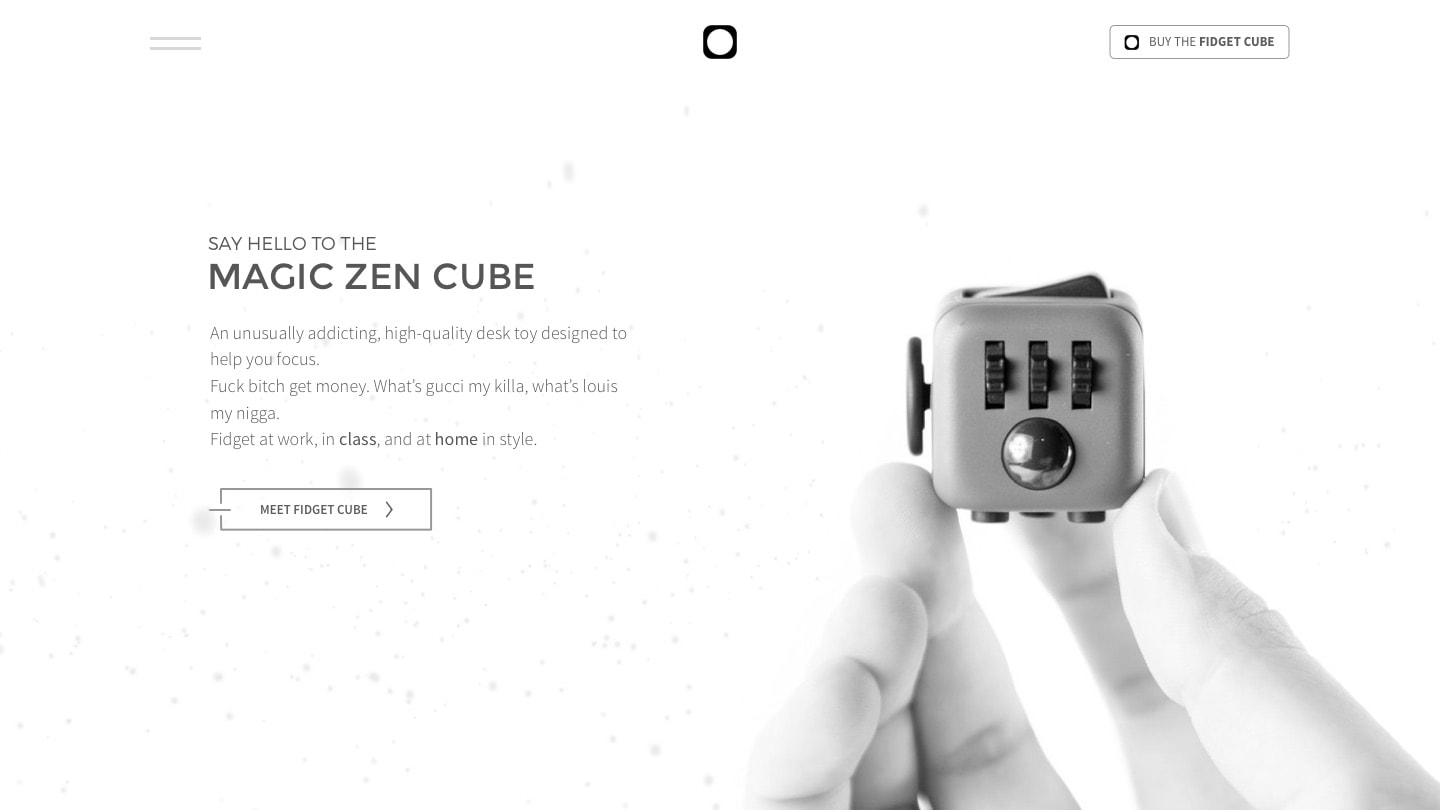 BUY THE FIDGET CUBE
SAY HELLO TO THE
MAGIC ZEN CUBE
An unusually addicting, high-quality desk toy designed to
help you focus.
Fuck bitch get money. What’s gucci my killa, what’s louis
my nigga.
Fidget at work, in class, and at home in style.
MEET FIDGET CUBE